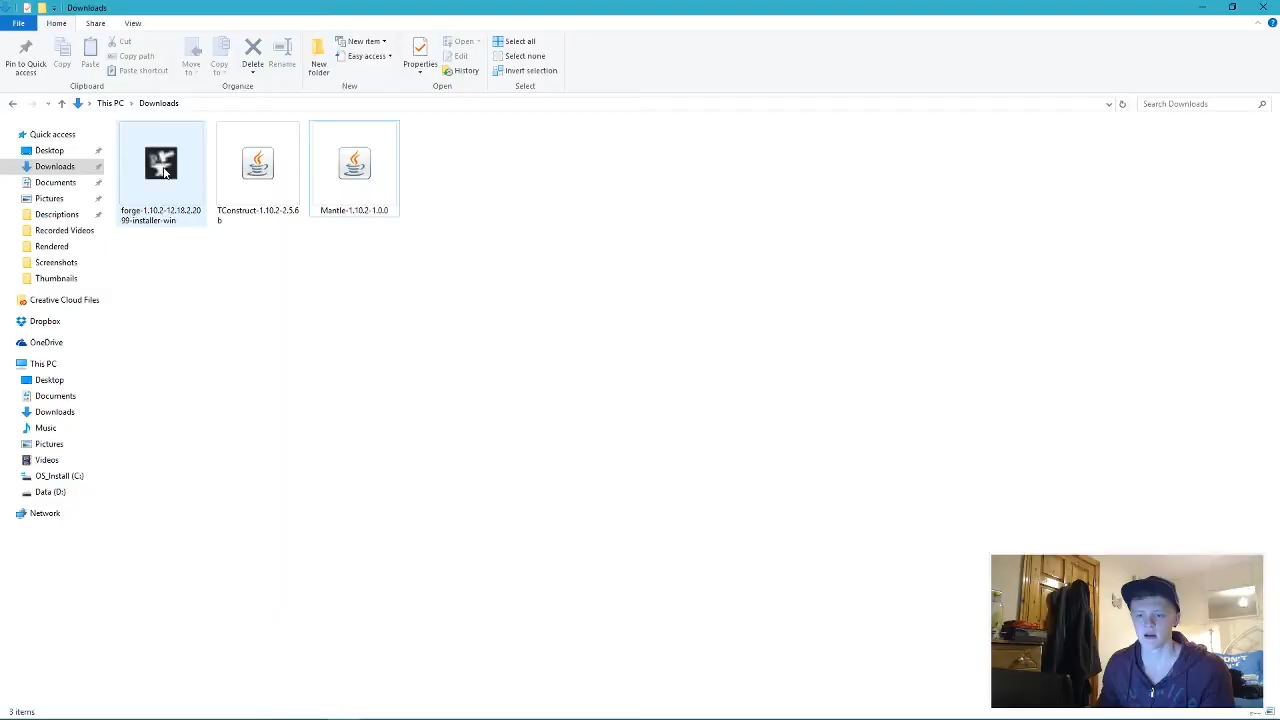 Downloads
File Home Share View
Pin to Quick access
Copy
Paste
Cut
Copy path
Paste shortcut
Clipboard
Move to
Copy to
Delete
Rename
Organize
New folder
New item
Easy access
New
Properties
Open
Edit
History
Open
Select all
Select none
Invert selection
Select
This PC > Downloads
Search Downloads
Quick access
Desktop
Downloads
Documents
Pictures
Descriptions
Recorded Videos
Rendered
Screenshots
Thumbnails
Creative Cloud Files
Dropbox
OneDrive
This PC
Desktop
Documents
Downloads
Music
Pictures
Videos
OS_Install (C:)
Data (D:)
Network
forge-1.10.2-12.18.2.20
99-installer-win
TConstruct-1.10.2-2.5.6
b
Mantle-1.10.2-1.0.0
3 items